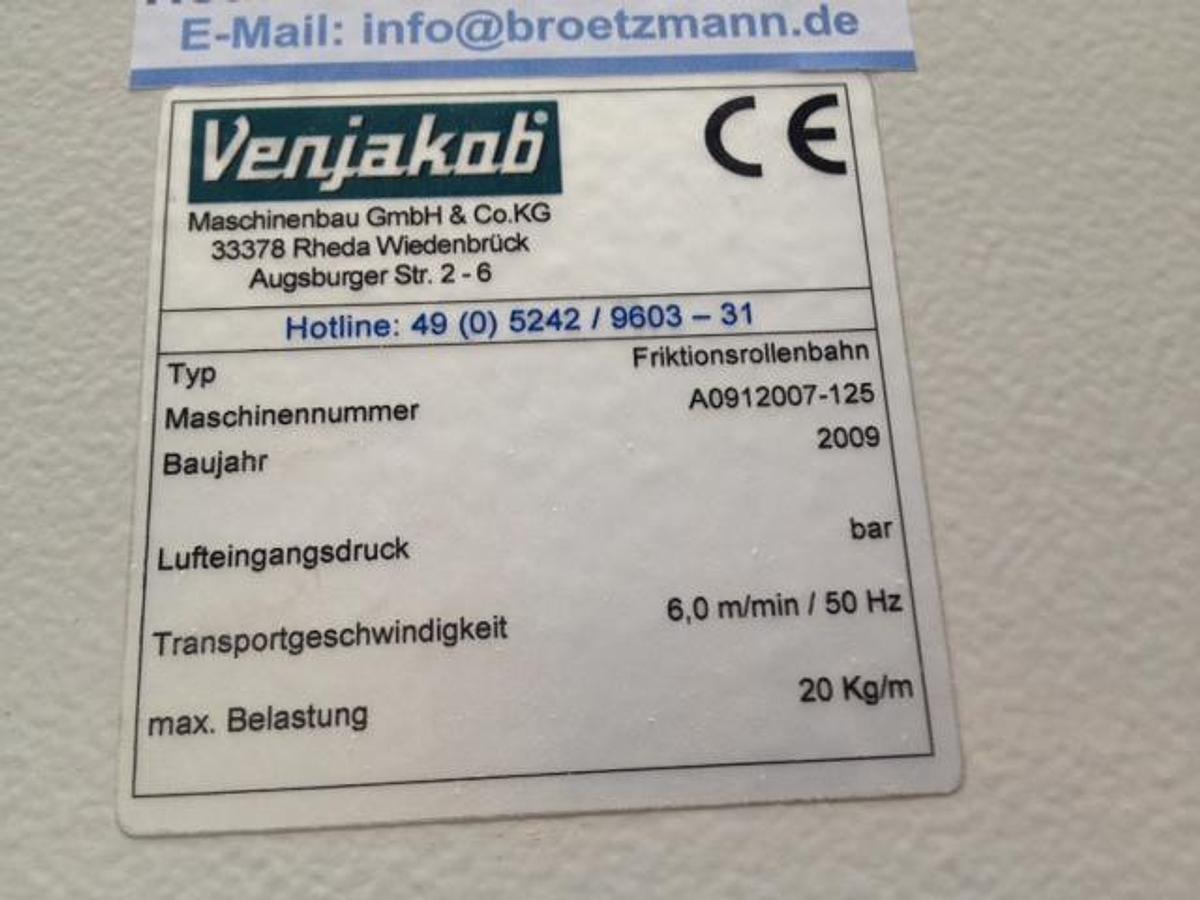 E-Mail: info@broetzmann.de
Venjakob
CE
Maschinenbau GmbH & Co.KG
33378 Rheda Wiedenbrück
Augsburger Str. 2 - 6
Hotline: 49 (0) 5242 / 9603 – 31
Typ Friktionsrollenbahn
Maschinennummer A0912007-125
Baujahr 2009
Lufteingangsdruck bar
Transportgeschwindigkeit 6,0 m/min / 50 Hz
max. Belastung 20 Kg/m